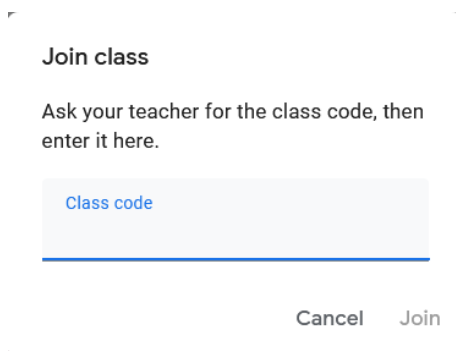 Join class
Ask your teacher for the class code, then
enter it here.
Class code
Cancel Join